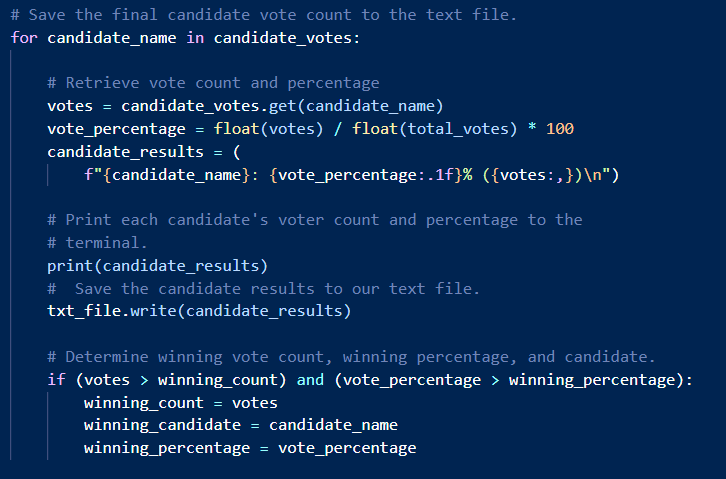 # Save the final candidate vote count to the text file.
for candidate_name in candidate_votes:
# Retrieve vote count and percentage
votes = candidate_votes.get(candidate_name)
vote_percentage = float(votes) / float(total_votes) * 100
candidate_results = (
f"{candidate_name}: {vote_percentage:.1f}% ({votes:,})\n")
# Print each candidate's voter count and percentage to the
# terminal.
print(candidate_results)
#  Save the candidate results to our text file.
txt_file.write(candidate_results)
# Determine winning vote count, winning percentage, and candidate.
if (votes > winning_count) and (vote_percentage > winning_percentage):
winning_count = votes
winning_candidate = candidate_name
winning_percentage = vote_percentage